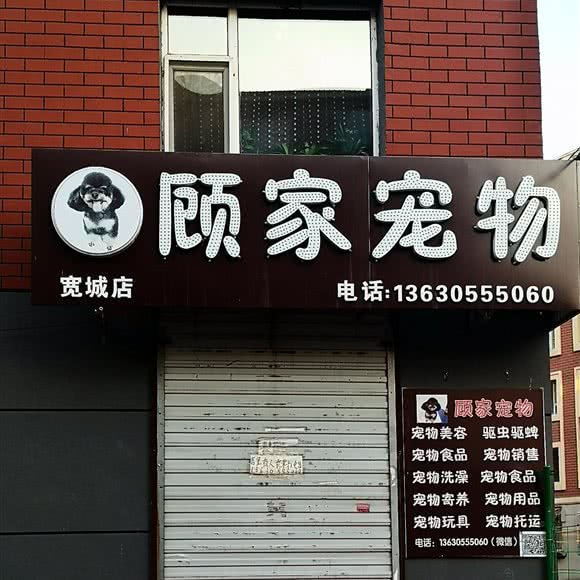 顾家宠物
宽城店
电话:13630555060
顾家宠物
宠物美容 驱虫驱蜱
宠物食品 宠物销售
宠物洗澡 宠物食品
宠物寄养 宠物用品
宠物玩具 宠物托运
电话:13630555060(微信)